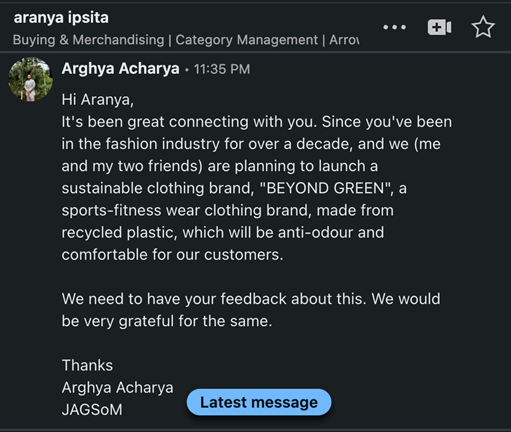 aranya ipsita
Buying & Merchandising | Category Management | Arrow
Arghya Acharya • 11:35 PM
Hi Aranya,
It's been great connecting with you. Since you've been
in the fashion industry for over a decade, and we (me
and my two friends) are planning to launch a
sustainable clothing brand, "BEYOND GREEN", a
sports-fitness wear clothing brand, made from
recycled plastic, which will be anti-odour and
comfortable for our customers.
We need to have your feedback about this. We would
be very grateful for the same.
Thanks
Arghya Acharya
JAGSoM
Latest message